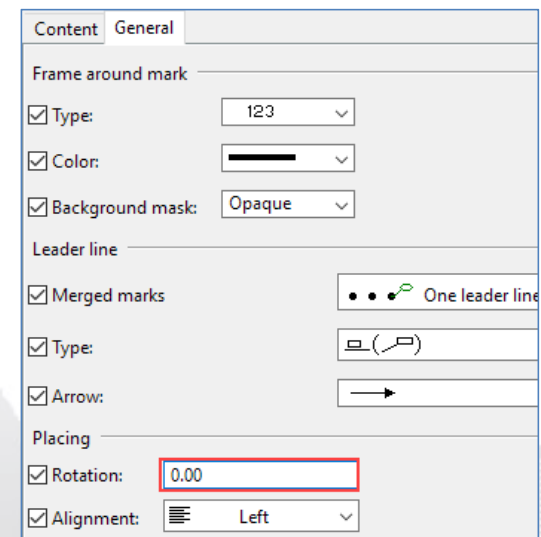 Content General
Frame around mark
Type: 123
Color:
Background mask: Opaque
Leader line
Merged marks One leader line
Type:
Arrow:
Placing
Rotation: 0.00
Alignment: Left